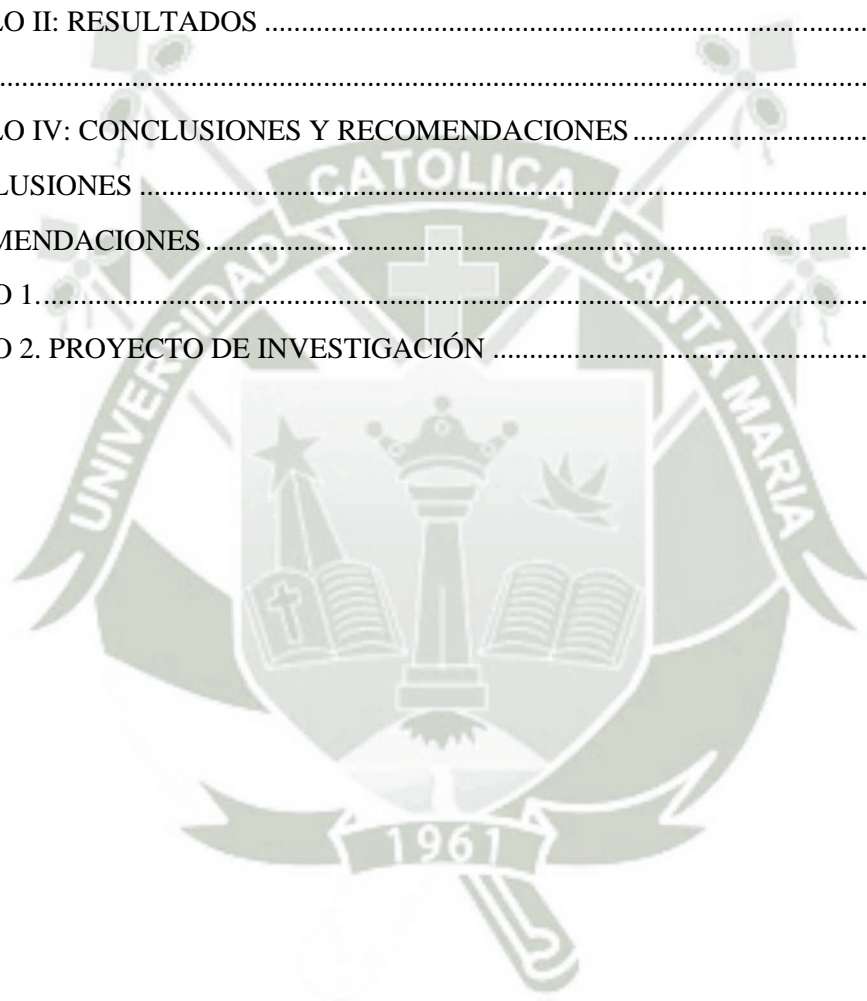 LO II: RESULTADOS ........................................................................................
........................................................................................................................
LO IV: CONCLUSIONES Y RECOMENDACIONES ...................................
LUSIONES ........................................................................................................
MENDACIONES ..............................................................................................
O 1. ....................................................................................................................
O 2. PROYECTO DE INVESTIGACIÓN .......................................................
UNIVERSIDAD CATOLICA SANTA MARIA
1961